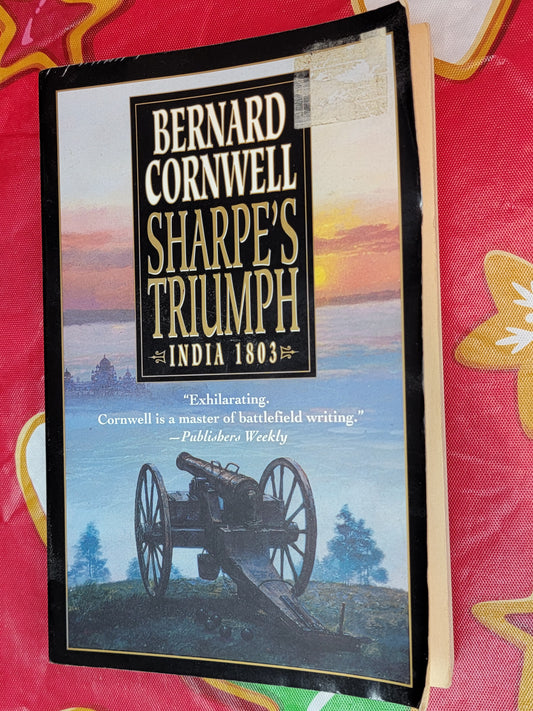 BERNARD
CORNWELL
SHARPE'S
TRIUMPH
INDIA 1803
“Exhilarating.
Cornwell is a master of battlefield writing.”
—Publishers Weekly